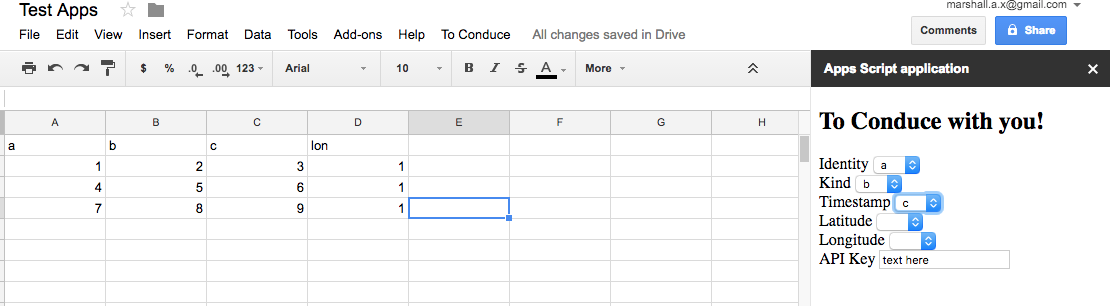 Test Apps
marshall.a.x@gmail.com
File Edit View Insert Format Data Tools Add-ons Help To Conduce All changes saved in Drive
Comments Share
$ % .0 .00 123 Arial 10 B I S A More
Apps Script application ×
A B C D E F G H
To Conduce with you!
a b c lon
1 2 3 1
4 5 6 1
7 8 9 1
Identity a
Kind b
Timestamp c
Latitude
Longitude
API Key text here